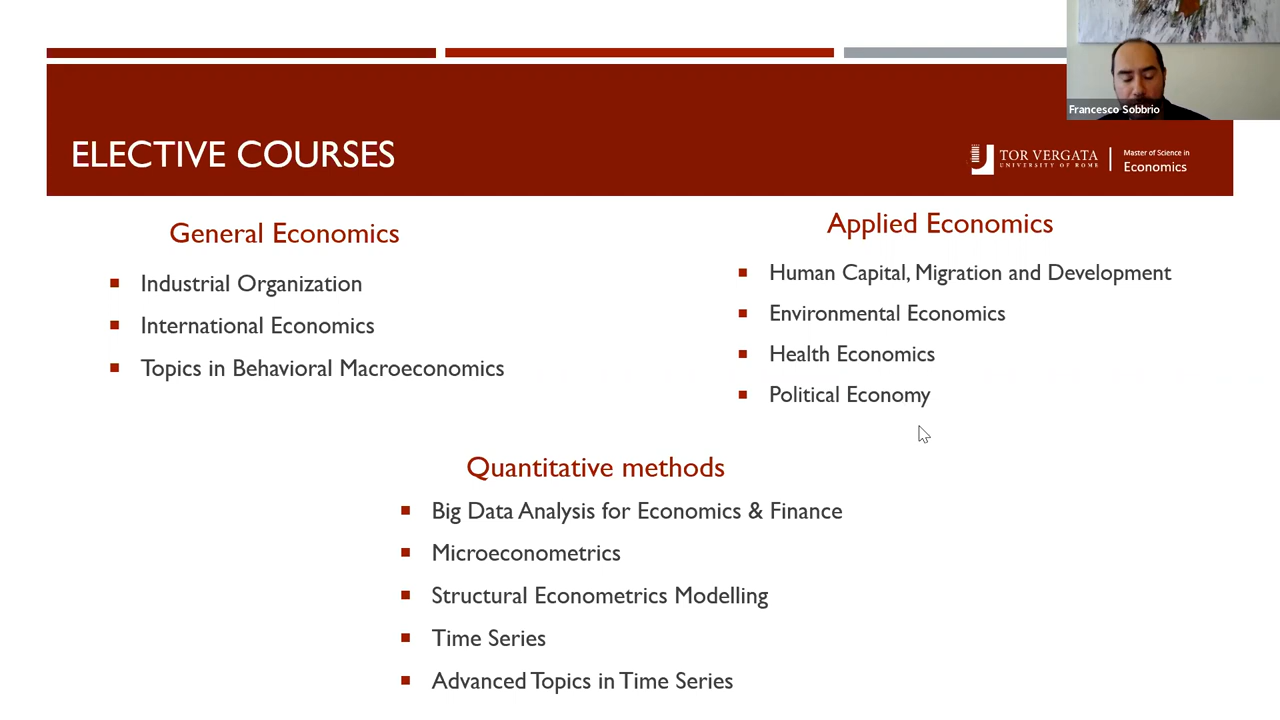 Francesco Sobbrio
ELECTIVE COURSES
TOR VERGATA
UNIVERSITY OF ROME
Master of Science in
Economics
General Economics
Industrial Organization
International Economics
Topics in Behavioral Macroeconomics
Applied Economics
Human Capital, Migration and Development
Environmental Economics
Health Economics
Political Economy
Quantitative methods
Big Data Analysis for Economics & Finance
Microeconometrics
Structural Econometrics Modelling
Time Series
Advanced Topics in Time Series